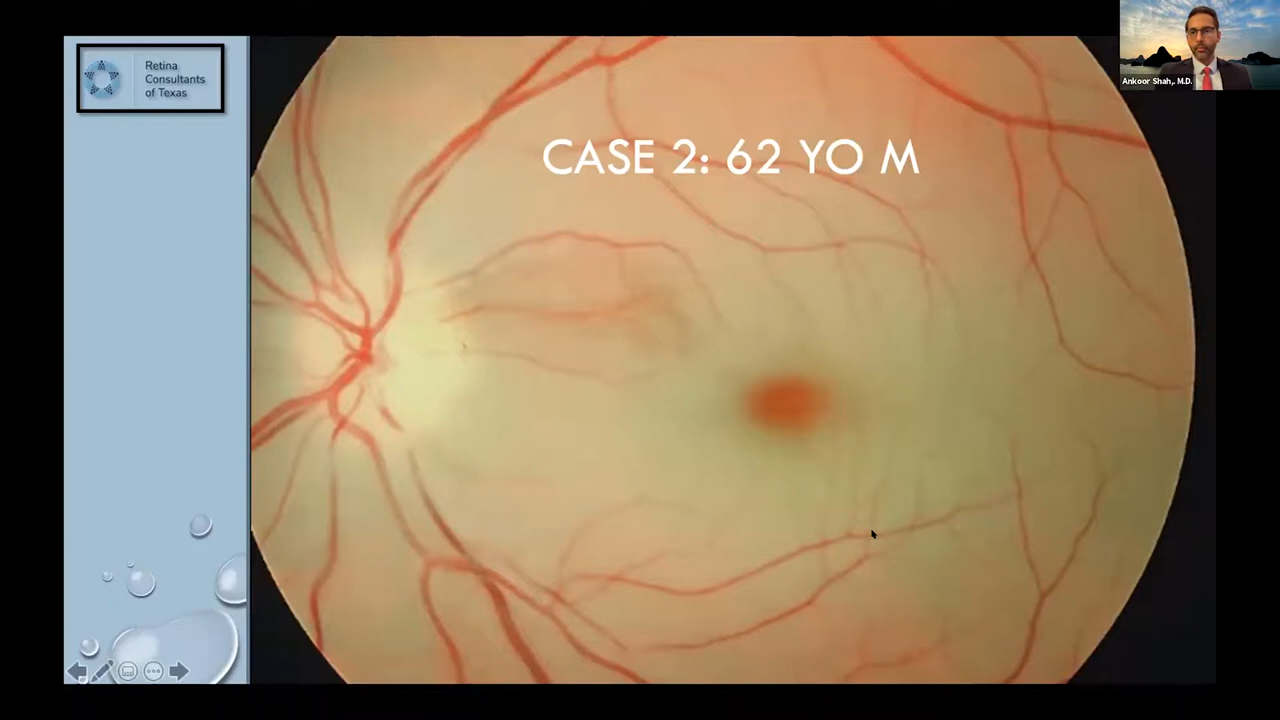 Retina
Consultants
of Texas
CASE 2: 62 YO M
Ankoor Shah,. M.D.